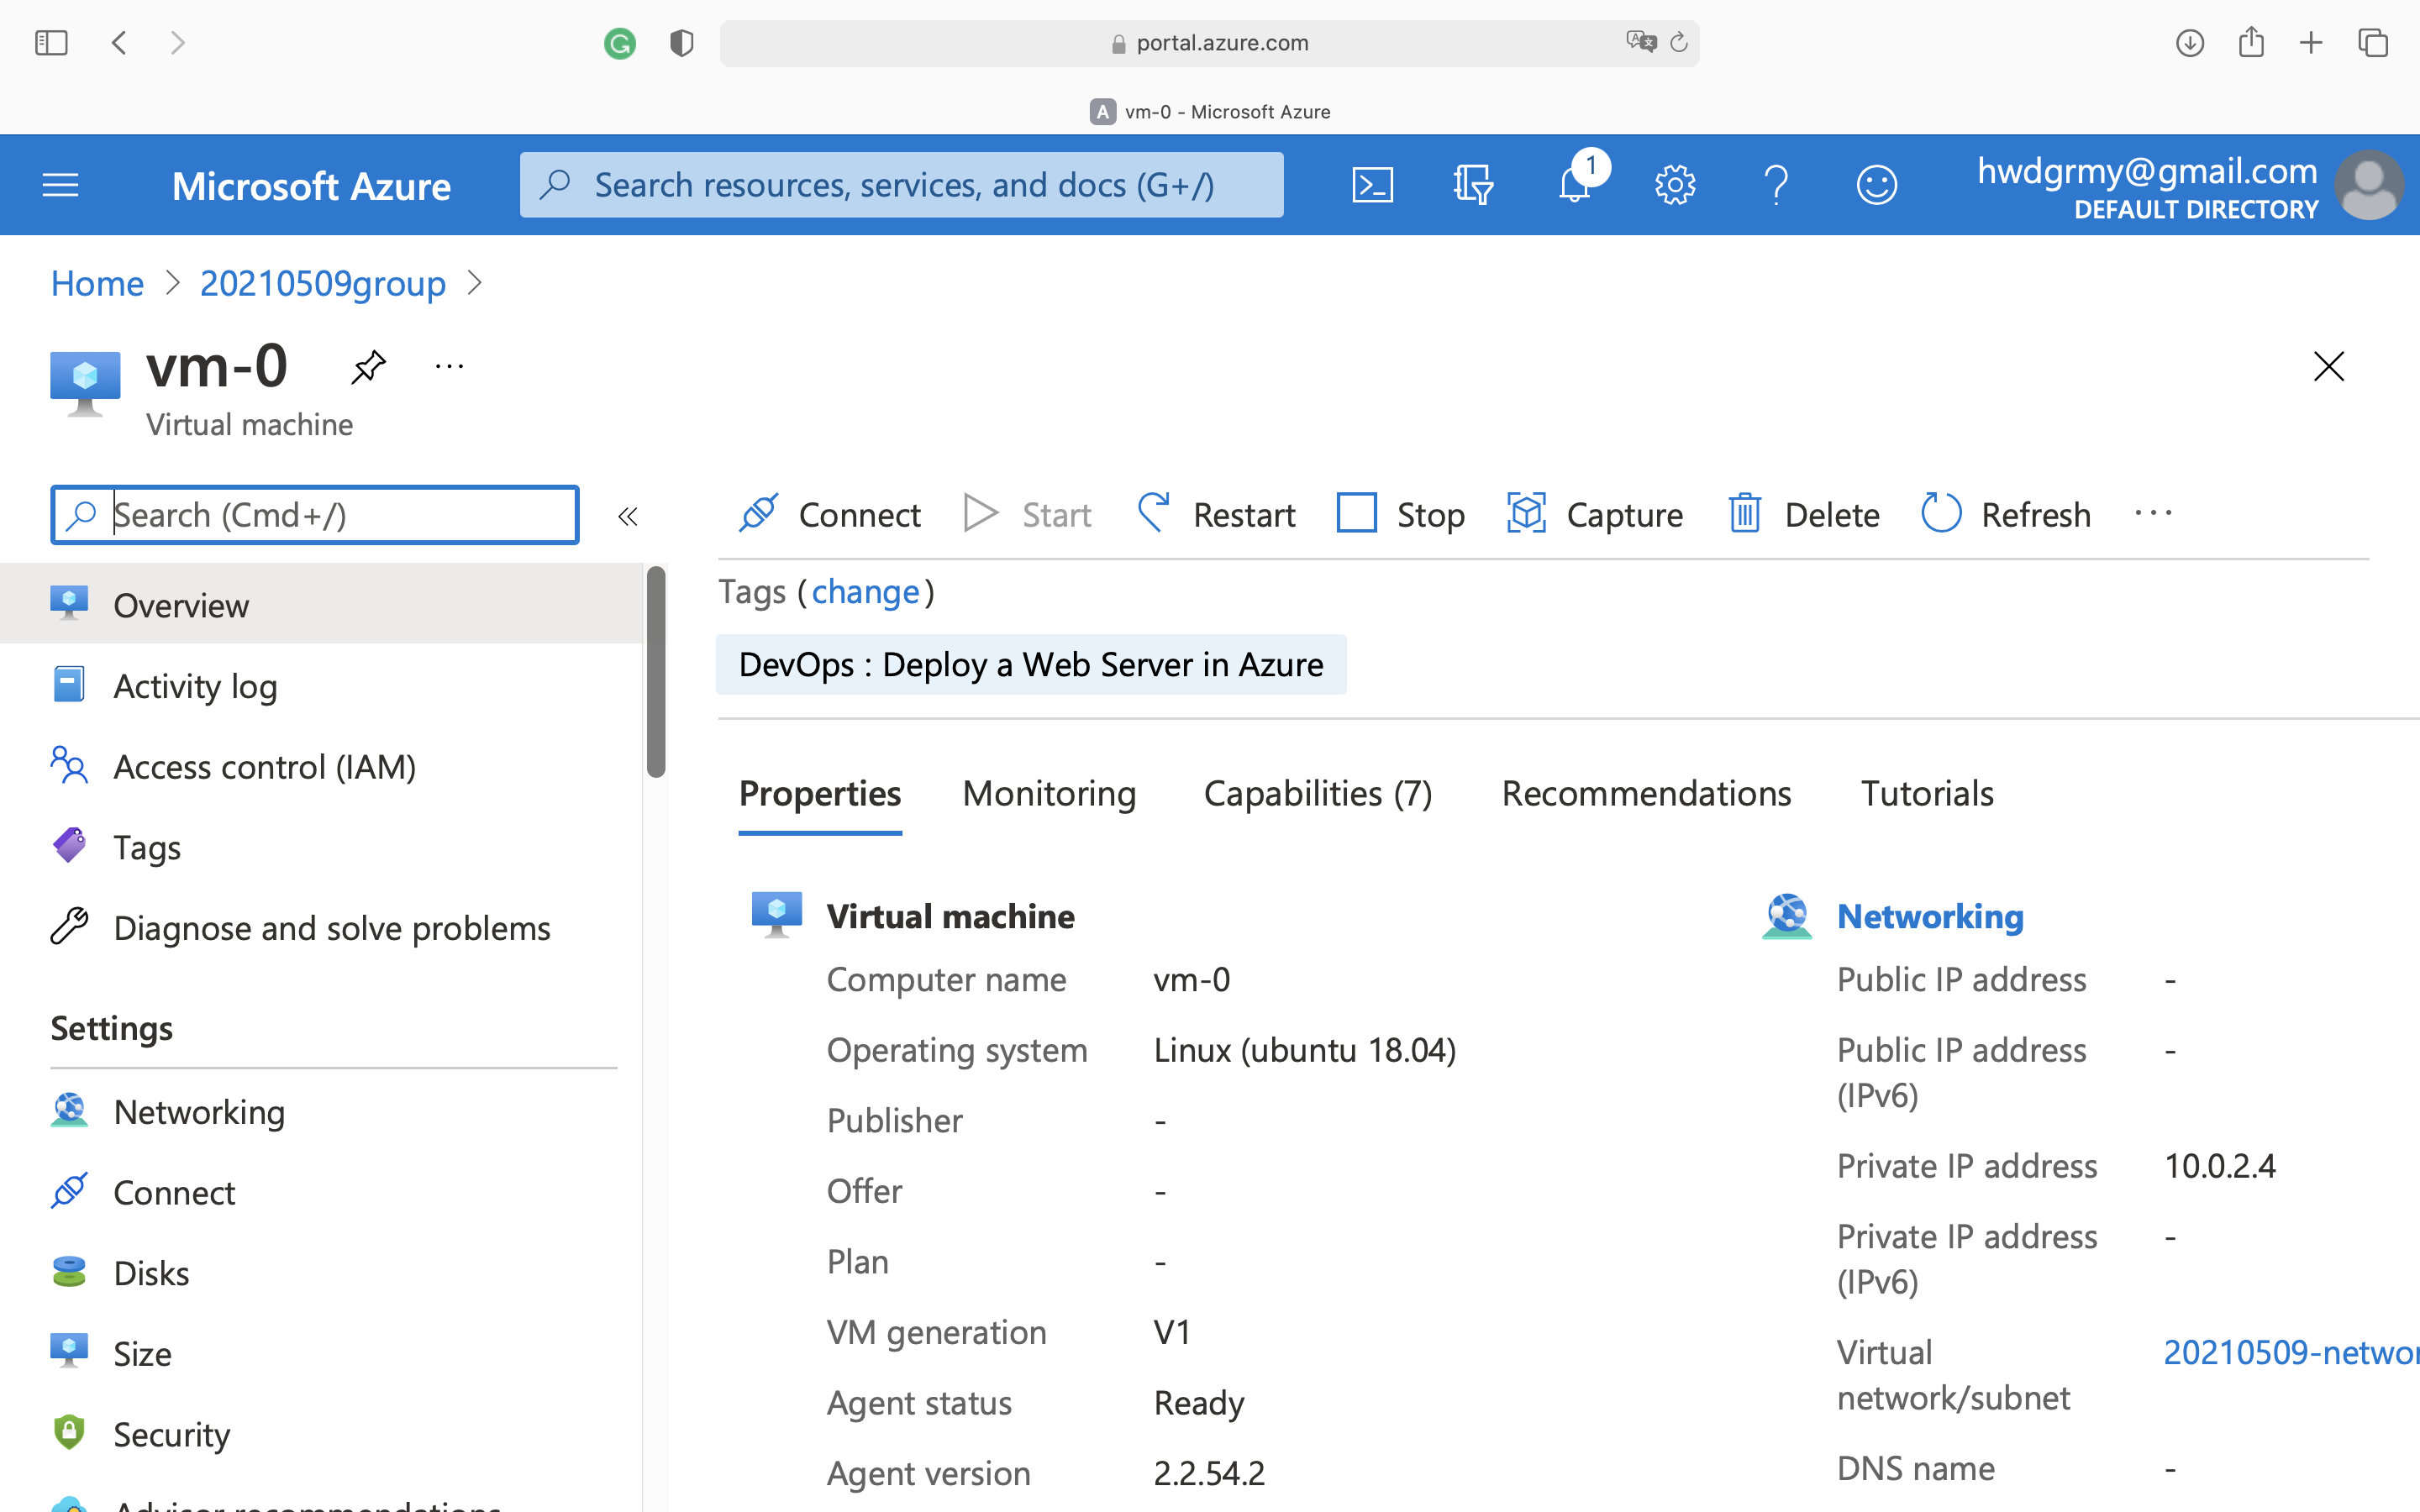 portal.azure.com
A vm-0 - Microsoft Azure
Microsoft Azure
Search resources, services, and docs (G+/)
1
hwdgrmy@gmail.com
DEFAULT DIRECTORY
Home > 20210509group >
vm-0
...
Virtual machine
Search (Cmd+/)
«
Connect
Start
Restart
Stop
Capture
Delete
Refresh
...
Tags (change)
DevOps : Deploy a Web Server in Azure
Overview
Activity log
Access control (IAM)
Tags
Diagnose and solve problems
Settings
Networking
Connect
Disks
Size
Security
Advisor recommendations
Properties
Monitoring
Capabilities (7)
Recommendations
Tutorials
Virtual machine
Computer name vm-0
Operating system Linux (ubuntu 18.04)
Publisher -
Offer -
Plan -
VM generation V1
Agent status Ready
Agent version 2.2.54.2
Networking
Public IP address -
Public IP address -
(IPv6)
Private IP address 10.0.2.4
Private IP address -
(IPv6)
Virtual 20210509-networ
network/subnet
DNS name -